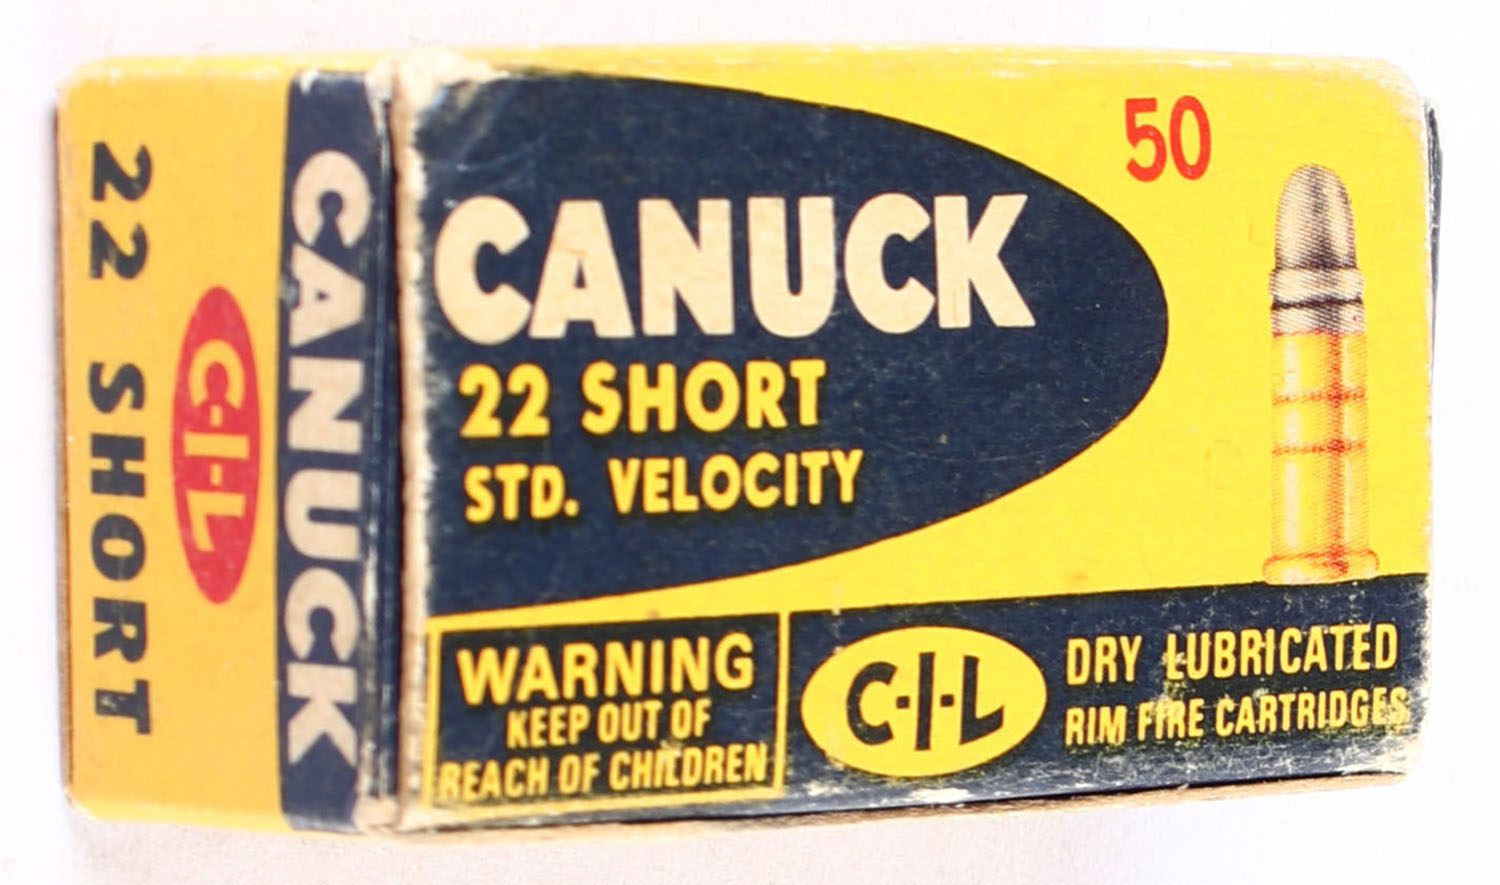 22 SHORT
C-I-L
CANUCK
50
CANUCK
22 SHORT
STD. VELOCITY
WARNING
KEEP OUT OF
REACH OF CHILDREN
C-I-L
DRY LUBRICATED
RIM FIRE CARTRIDGES